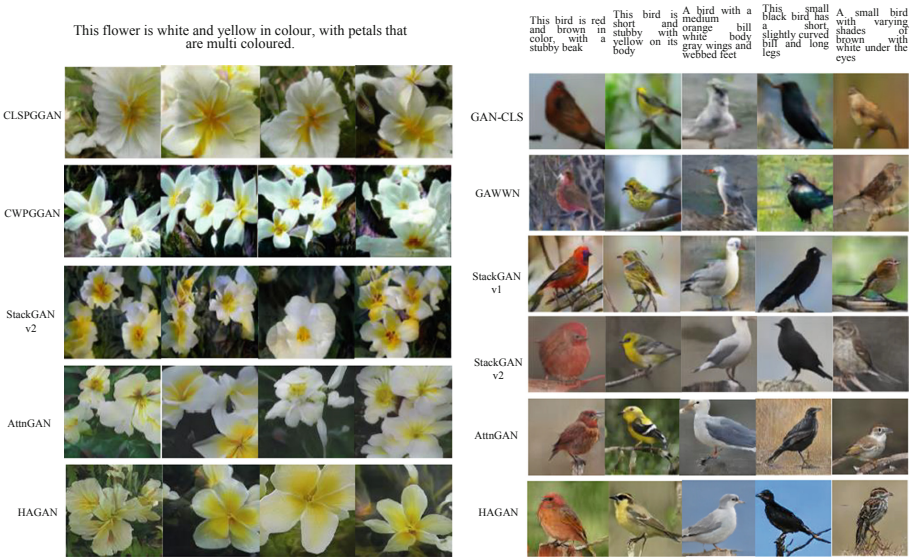 This flower is white and yellow in colour, with petals that
are multi coloured.
CLSPGGAN
CWPGGAN
StackGAN
v2
AttnGAN
HAGAN
This bird is red
and brown in
color, with a
stubby beak
This bird is
short and
stubby with
yellow on its
body
A bird with a
medium
orange bill
white body
gray wings and
webbed feet
This small
black bird has
a short,
slightly curved
bill and long
legs
A small bird
with varying
shades of
brown with
white under the
eyes
GAN-CLS
GAWWN
StackGAN
v1
StackGAN
v2
AttnGAN
HAGAN